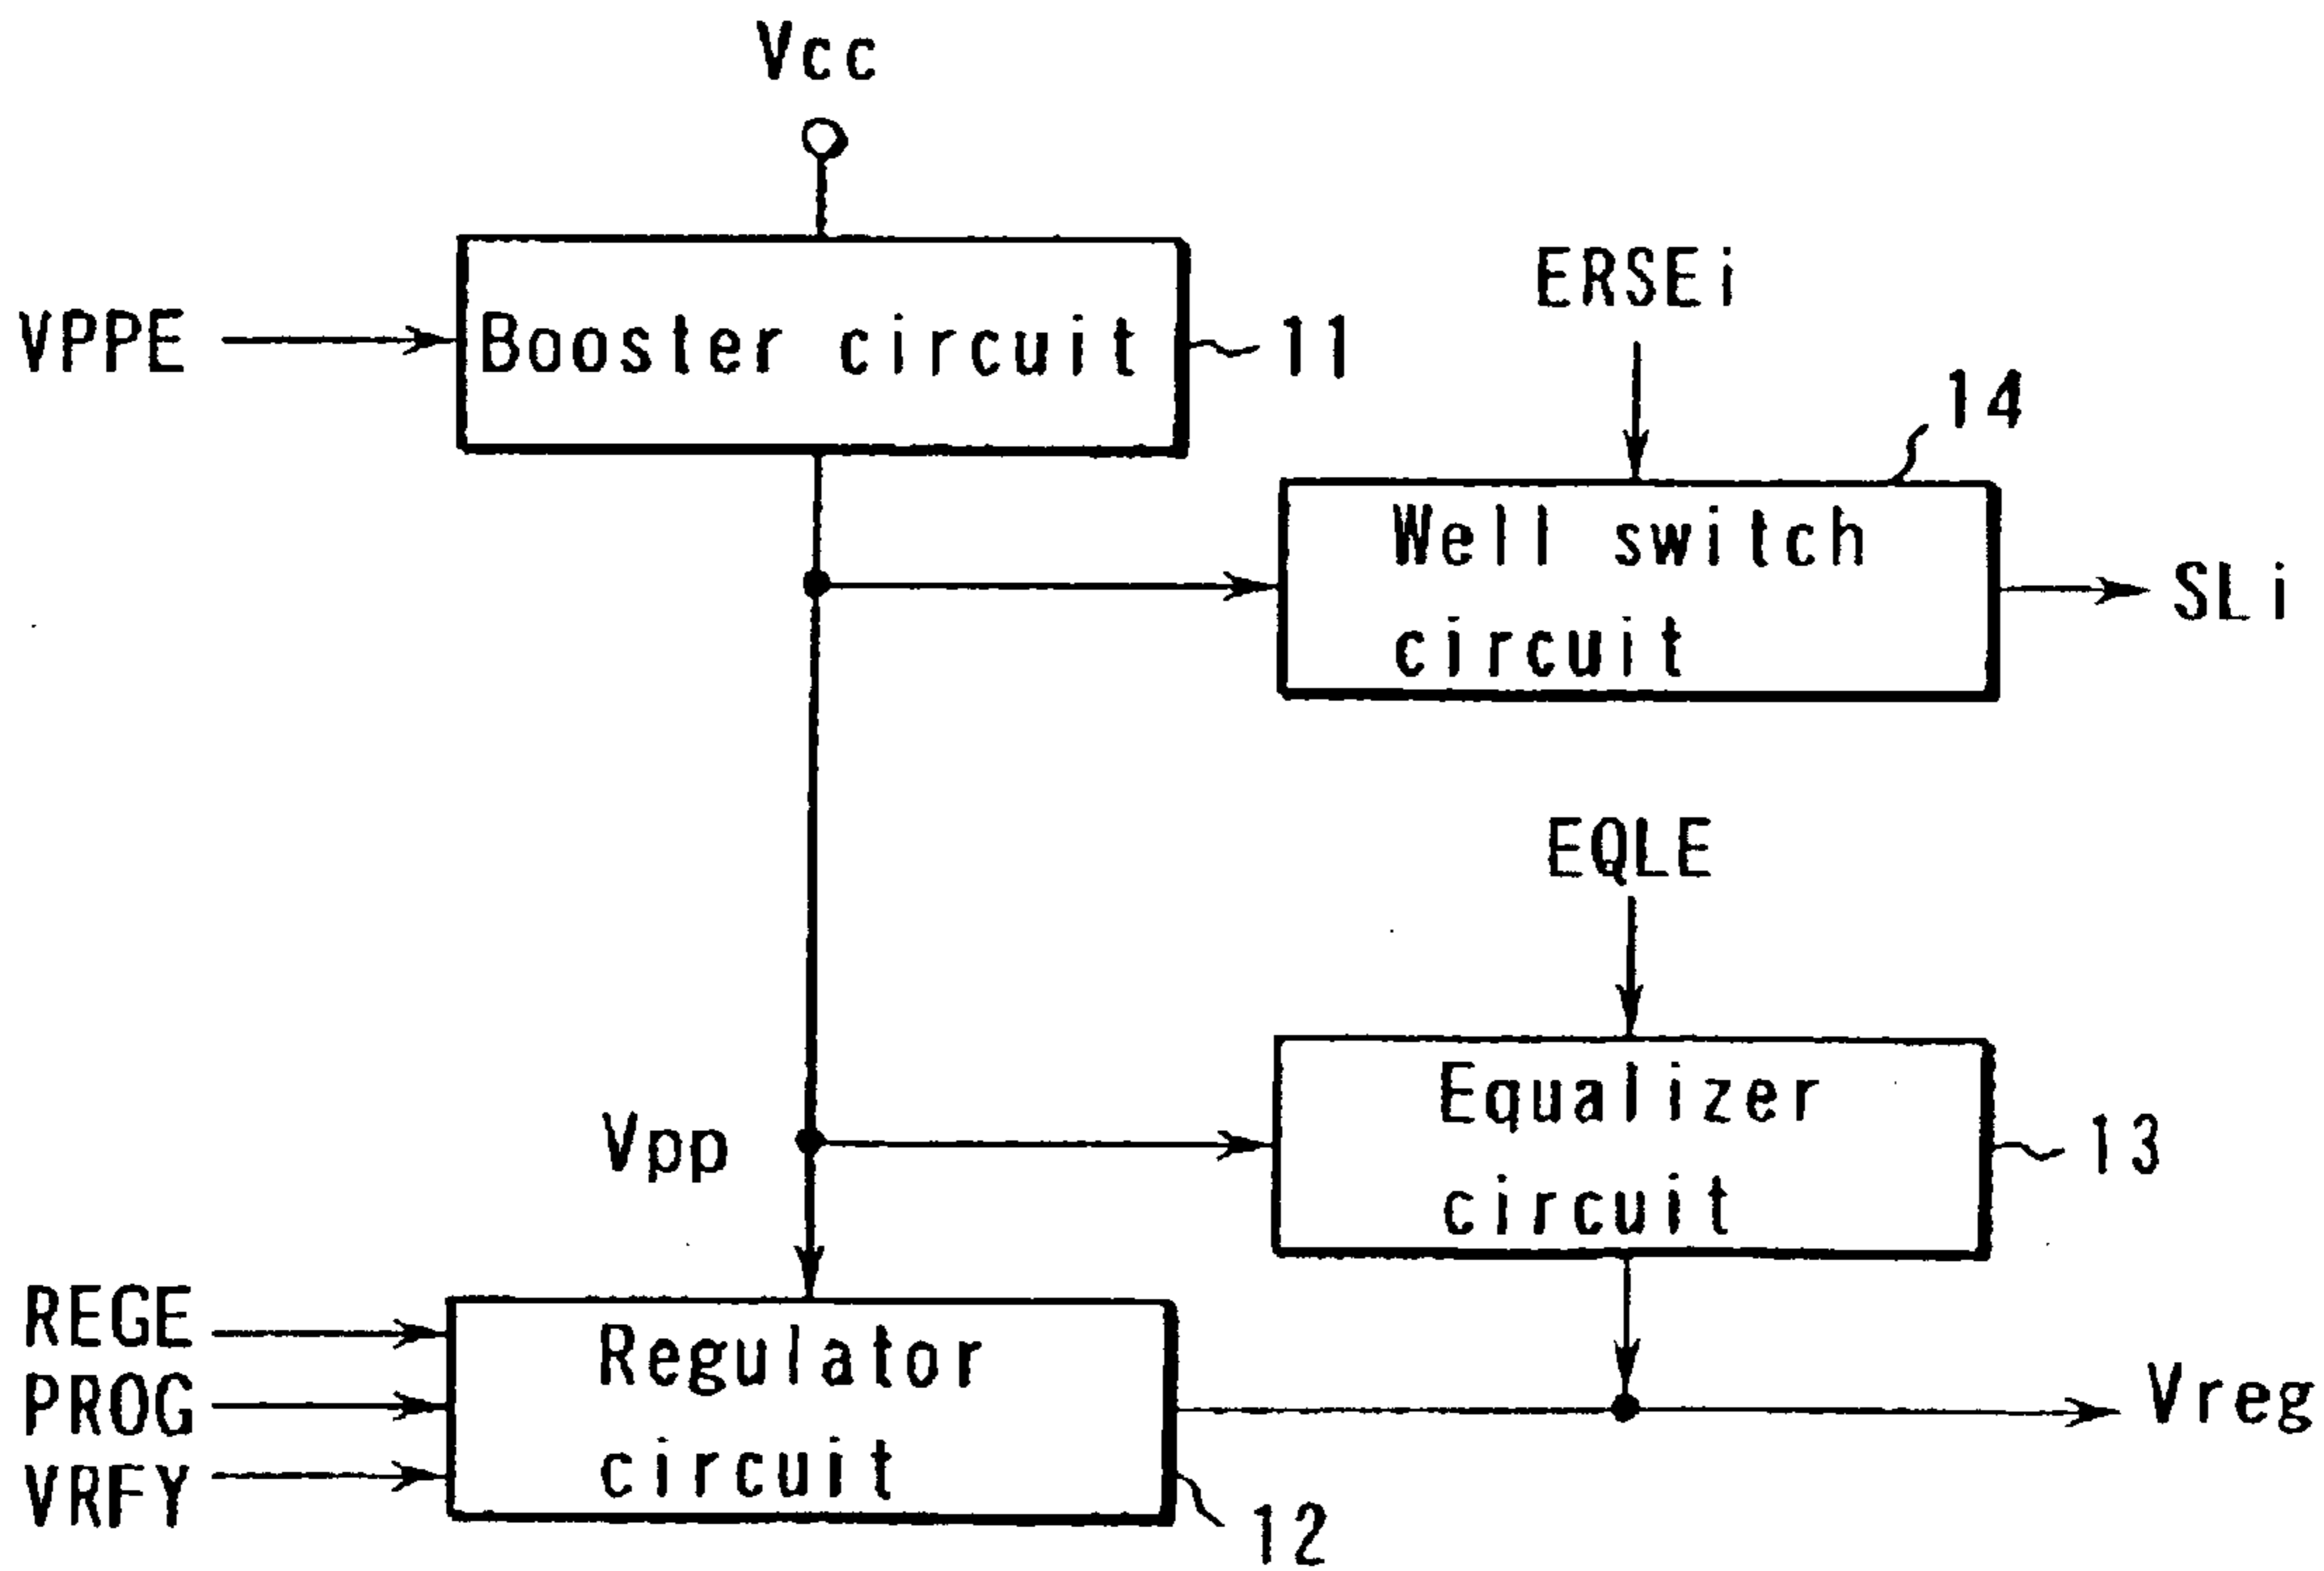 Vcc
VPPE
Booster circuit
11
ERSEi
14
Well switch
circuit
SLi
EQLE
Vpp
Equalizer
circuit
13
REGE
PROG
VRFY
Regulator
circuit
12
Vreg